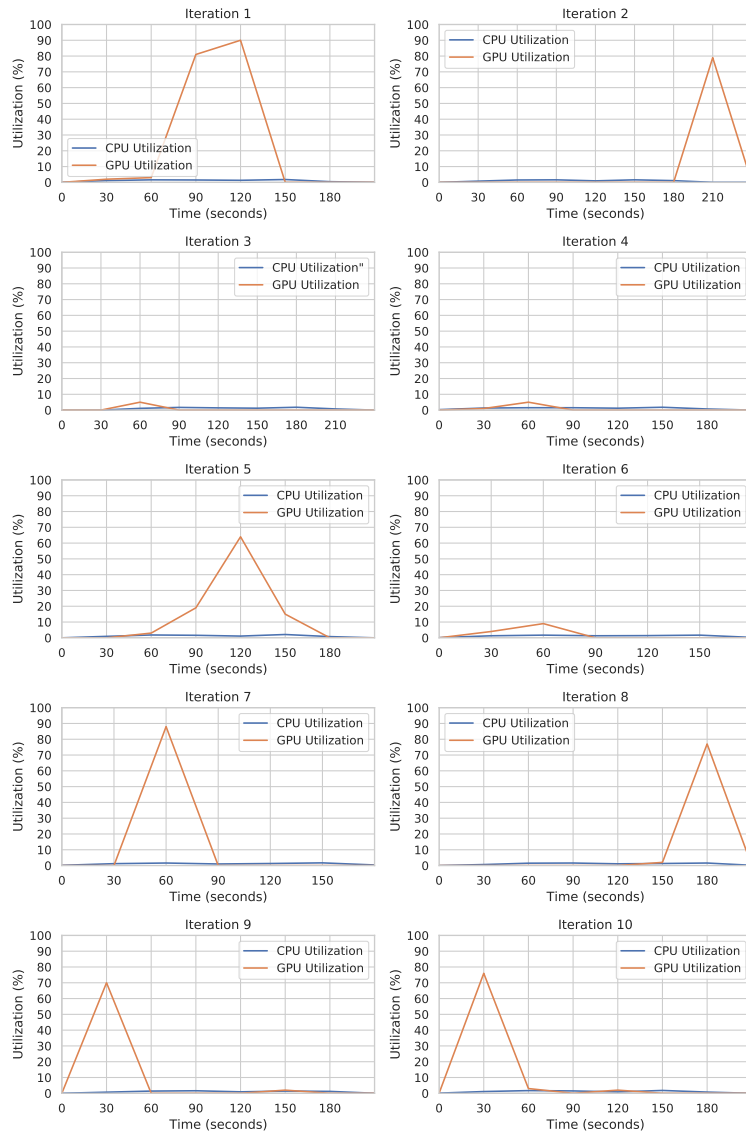 Iteration 1
100
90
80
70
60
50
40
30
20
10
0
Utilization (%)
CPU Utilization
GPU Utilization
0 30 60 90 120 150 180
Time (seconds)
Iteration 2
100
90
80
70
60
50
40
30
20
10
0
Utilization (%)
CPU Utilization
GPU Utilization
0 30 60 90 120 150 180 210
Time (seconds)
Iteration 3
100
90
80
70
60
50
40
30
20
10
0
Utilization (%)
CPU Utilization"
GPU Utilization
0 30 60 90 120 150 180 210
Time (seconds)
Iteration 4
100
90
80
70
60
50
40
30
20
10
0
Utilization (%)
CPU Utilization
GPU Utilization
0 30 60 90 120 150 180
Time (seconds)
Iteration 5
100
90
80
70
60
50
40
30
20
10
0
Utilization (%)
CPU Utilization
GPU Utilization
0 30 60 90 120 150 180
Time (seconds)
Iteration 6
100
90
80
70
60
50
40
30
20
10
0
Utilization (%)
CPU Utilization
GPU Utilization
0 30 60 90 120 150
Time (seconds)
Iteration 7
100
90
80
70
60
50
40
30
20
10
0
Utilization (%)
CPU Utilization
GPU Utilization
0 30 60 90 120 150
Time (seconds)
Iteration 8
100
90
80
70
60
50
40
30
20
10
0
Utilization (%)
CPU Utilization
GPU Utilization
0 30 60 90 120 150 180
Time (seconds)
Iteration 9
100
90
80
70
60
50
40
30
20
10
0
Utilization (%)
CPU Utilization
GPU Utilization
0 30 60 90 120 150 180
Time (seconds)
Iteration 10
100
90
80
70
60
50
40
30
20
10
0
Utilization (%)
CPU Utilization
GPU Utilization
0 30 60 90 120 150 180
Time (seconds)